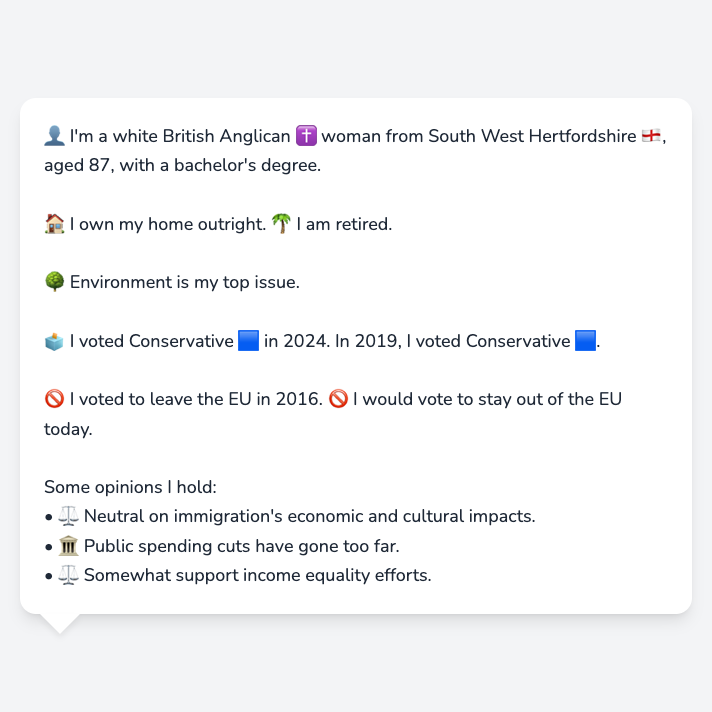 👤 I'm a white British Anglican ✝️ woman from South West Hertfordshire 🏴󠁧󠁢󠁥󠁮󠁧󠁿,
aged 87, with a bachelor's degree.
🏠 I own my home outright. 🌴 I am retired.
🌳 Environment is my top issue.
🗳️ I voted Conservative 🟦 in 2024. In 2019, I voted Conservative 🟦.
🚫 I voted to leave the EU in 2016. 🚫 I would vote to stay out of the EU
today.
Some opinions I hold:
• ⚖️ Neutral on immigration's economic and cultural impacts.
• 🏛️ Public spending cuts have gone too far.
• ⚖️ Somewhat support income equality efforts.